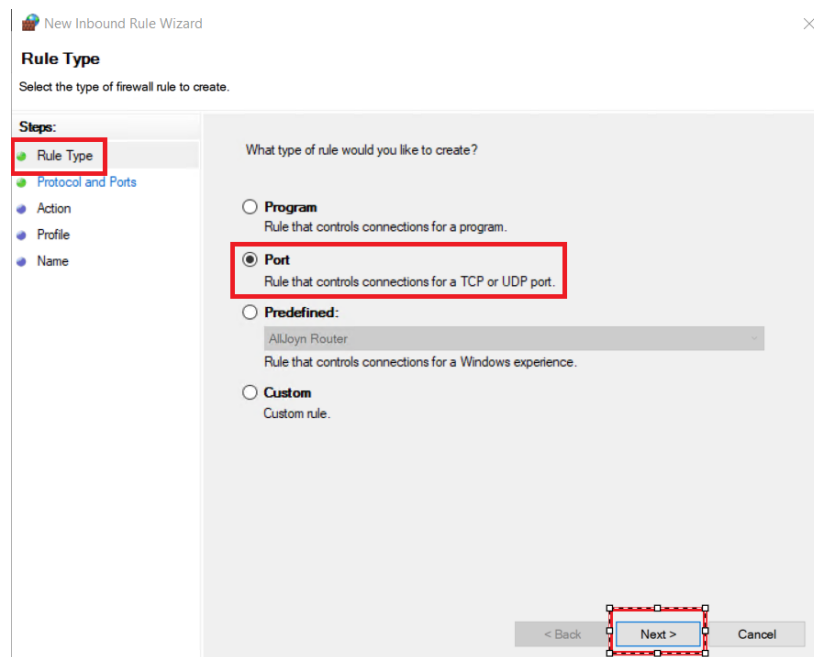 New Inbound Rule Wizard
Rule Type
Select the type of firewall rule to create.
Steps:
Rule Type
Protocol and Ports
Action
Profile
Name
What type of rule would you like to create?
Program
Rule that controls connections for a program.
Port
Rule that controls connections for a TCP or UDP port.
Predefined:
AllJoyn Router
Rule that controls connections for a Windows experience.
Custom
Custom rule.
< Back Next > Cancel